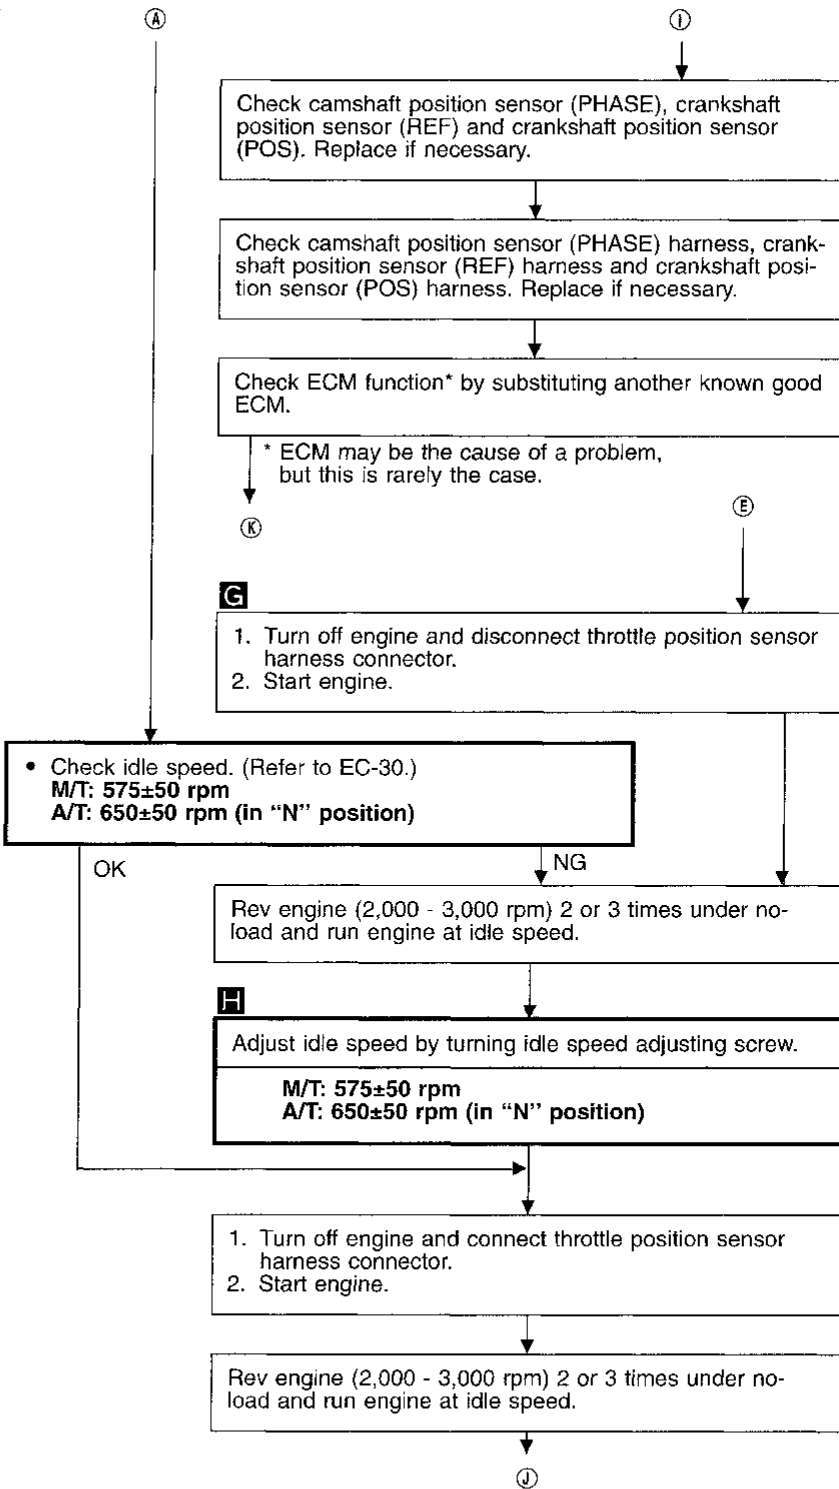 A
I
Check camshaft position sensor (PHASE), crankshaft
position sensor (REF) and crankshaft position sensor
(POS). Replace if necessary.
Check camshaft position sensor (PHASE) harness, crank-
shaft position sensor (REF) harness and crankshaft posi-
tion sensor (POS) harness. Replace if necessary.
Check ECM function* by substituting another known good
ECM.
* ECM may be the cause of a problem,
but this is rarely the case.
K
E
G
1. Turn off engine and disconnect throttle position sensor
harness connector.
2. Start engine.
• Check idle speed. (Refer to EC-30.)
M/T: 575±50 rpm
A/T: 650±50 rpm (in “N” position)
OK
NG
Rev engine (2,000 - 3,000 rpm) 2 or 3 times under no-
load and run engine at idle speed.
H
Adjust idle speed by turning idle speed adjusting screw.
M/T: 575±50 rpm
A/T: 650±50 rpm (in “N” position)
1. Turn off engine and connect throttle position sensor
harness connector.
2. Start engine.
Rev engine (2,000 - 3,000 rpm) 2 or 3 times under no-
load and run engine at idle speed.
J